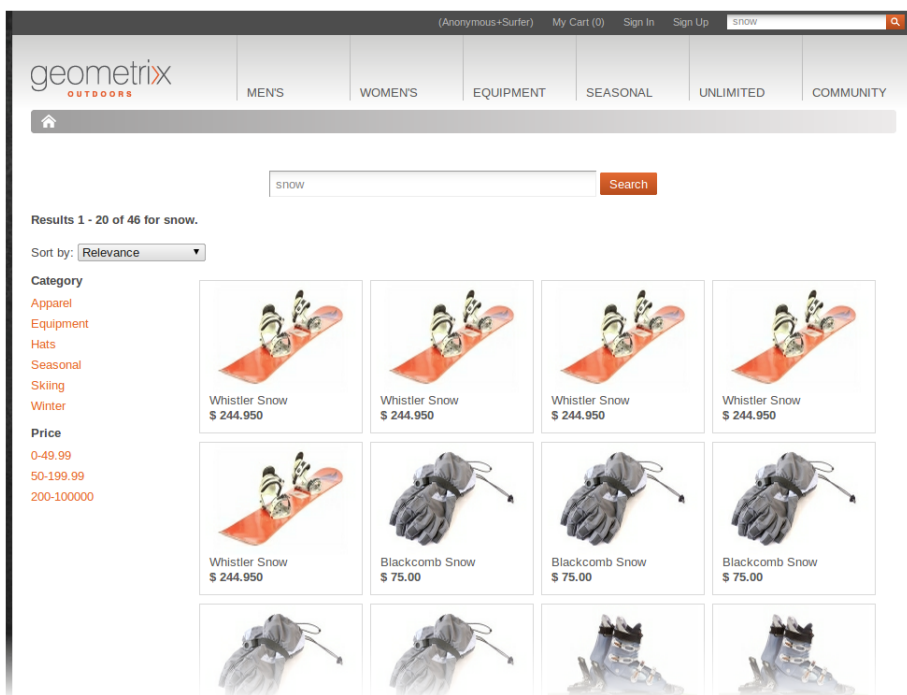 (Anonymous+Surfer) My Cart (0) Sign In Sign Up snow
geometrixx
OUTDOORS
MEN'S WOMEN'S EQUIPMENT SEASONAL UNLIMITED COMMUNITY
snow Search
Results 1 - 20 of 46 for snow.
Sort by: Relevance
Category
Apparel
Equipment
Hats
Seasonal
Skiing
Winter
Price
0-49.99
50-199.99
200-100000
Whistler Snow Whistler Snow Whistler Snow Whistler Snow
$ 244.950 $ 244.950 $ 244.950 $ 244.950
Whistler Snow Blackcomb Snow Blackcomb Snow Blackcomb Snow
$ 244.950 $ 75.00 $ 75.00 $ 75.00